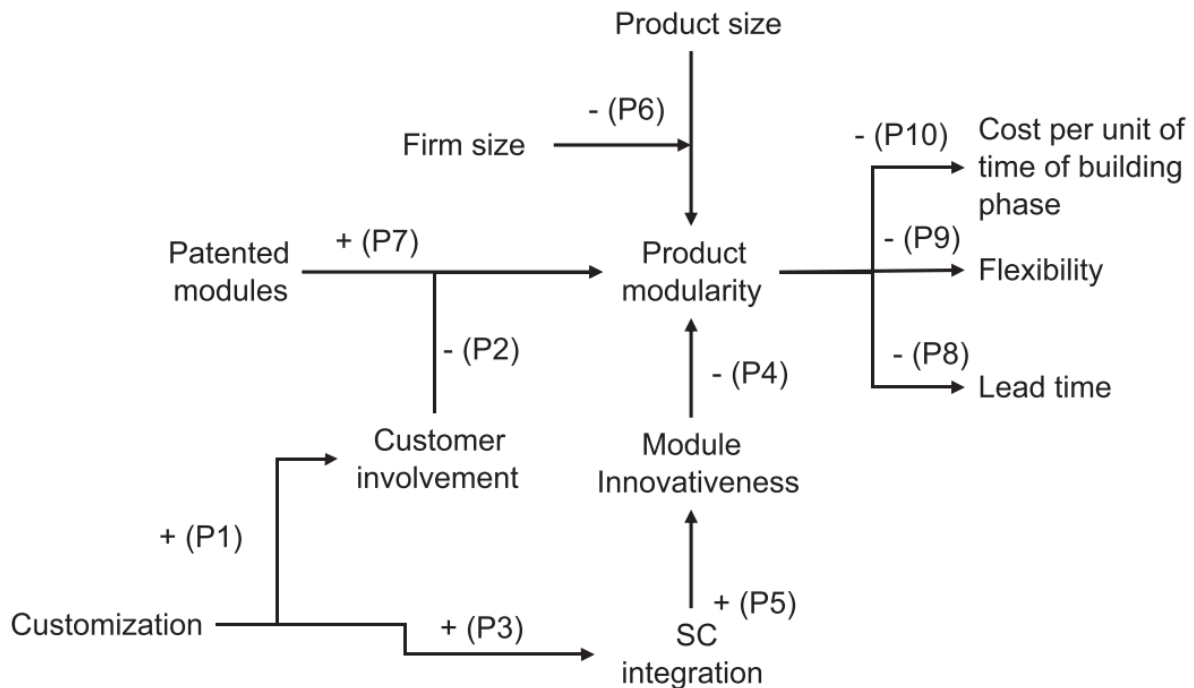 Product size
- (P6)
Firm size
- (P10)
Cost per unit of
time of building
phase
+ (P7)
Patented
modules
Product
modularity
- (P9)
Flexibility
- (P2)
- (P4)
- (P8)
Lead time
Customer
involvement
Module
Innovativeness
+ (P1)
Customization
+ (P3)
+ (P5)
SC
integration